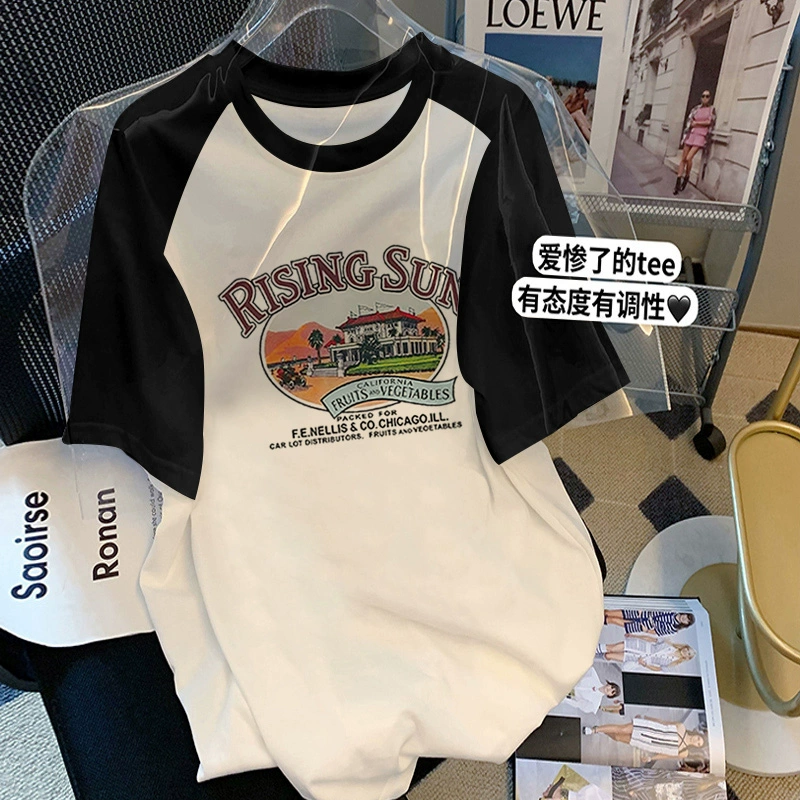 LOEWE
爱惨了的tee
有态度有调性🖤
RISING SUN
CALIFORNIA
FRUITS AND VEGETABLES
PACKED FOR
F.E.NELLIS & CO. CHICAGO.ILL.
CAR LOT DISTRIBUTORS. FRUITS AND VEGETABLES
Saoirse
Ronan